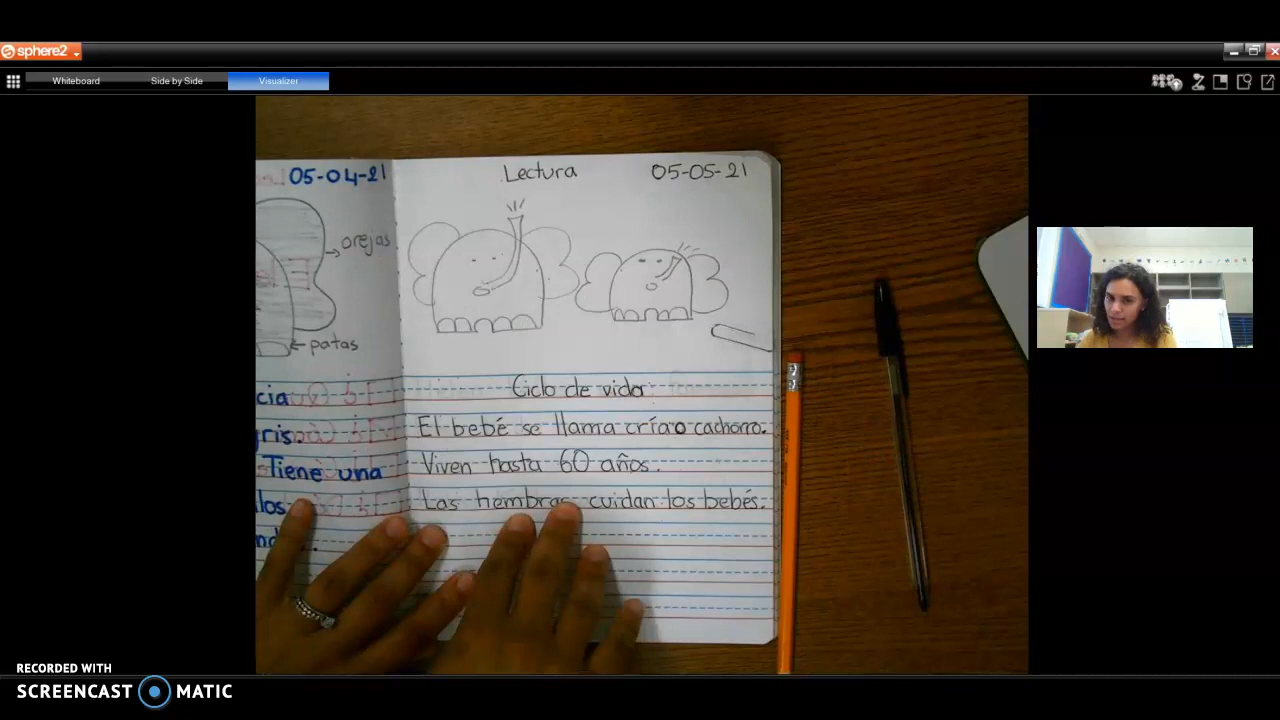 sphere2
Whiteboard
Side by Side
Visualizer
05-04-21
orejas
patas
cia
gris.
Tiene una
los
Lectura 05-05-21
Ciclo de vida
El bebé se llama cría o cachorro.
Viven hasta 60 años.
Las hembras cuidan los bebés.
RECORDED WITH
SCREENCAST MATIC